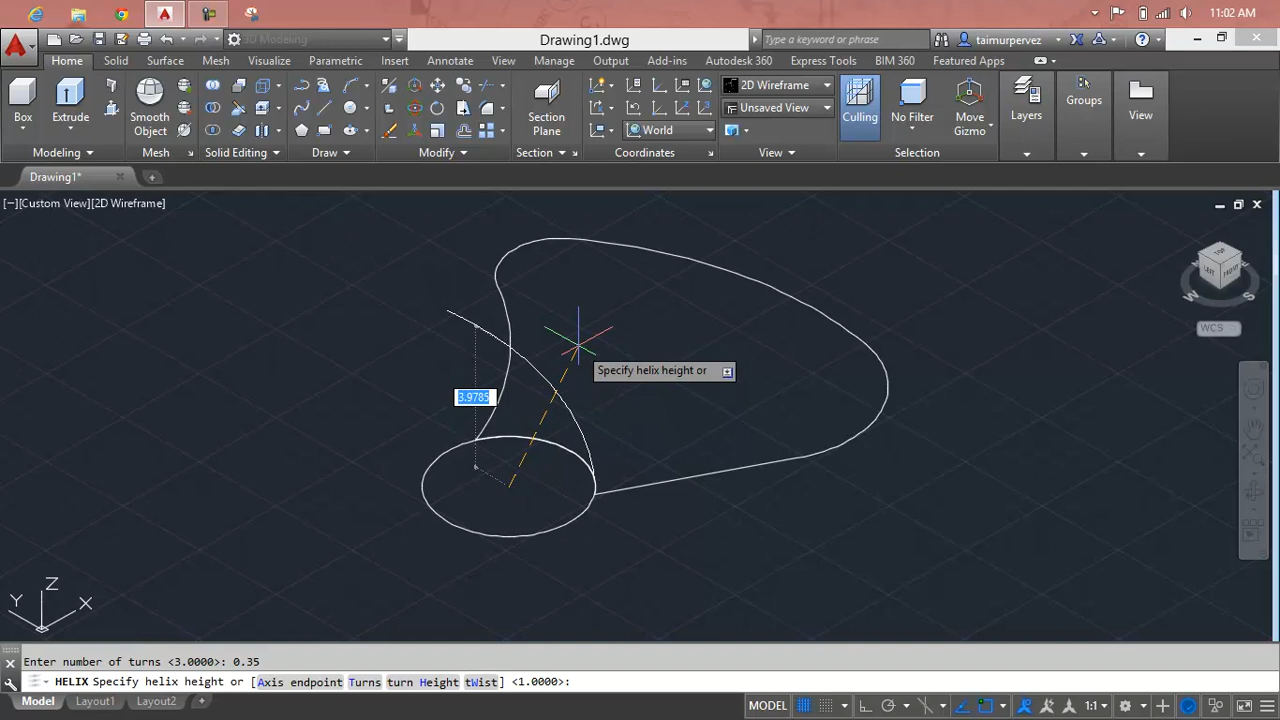 11:02 AM
3D Modeling
Drawing1.dwg
Type a keyword or phrase
taimurpervez
Home Solid Surface Mesh Visualize Parametric Insert Annotate View Manage Output Add-ins Autodesk 360 Express Tools BIM 360 Featured Apps
Box
Extrude
Smooth
Object
Section
Plane
2D Wireframe
Unsaved View
World
Culling
No Filter
Move
Gizmo
Layers
Groups
View
Modeling Mesh Solid Editing Draw Modify Section Coordinates View Selection
Drawing1*
[−][Custom View][2D Wireframe]
TOP
LEFT
FRONT
W
S
WCS
Specify helix height or
3.9785
Z
Y
X
Enter number of turns <3.0000>: 0.35
HELIX Specify helix height or [Axis endpoint Turns turn Height tWist] <1.0000>:
Model Layout1 Layout2
MODEL
1:1